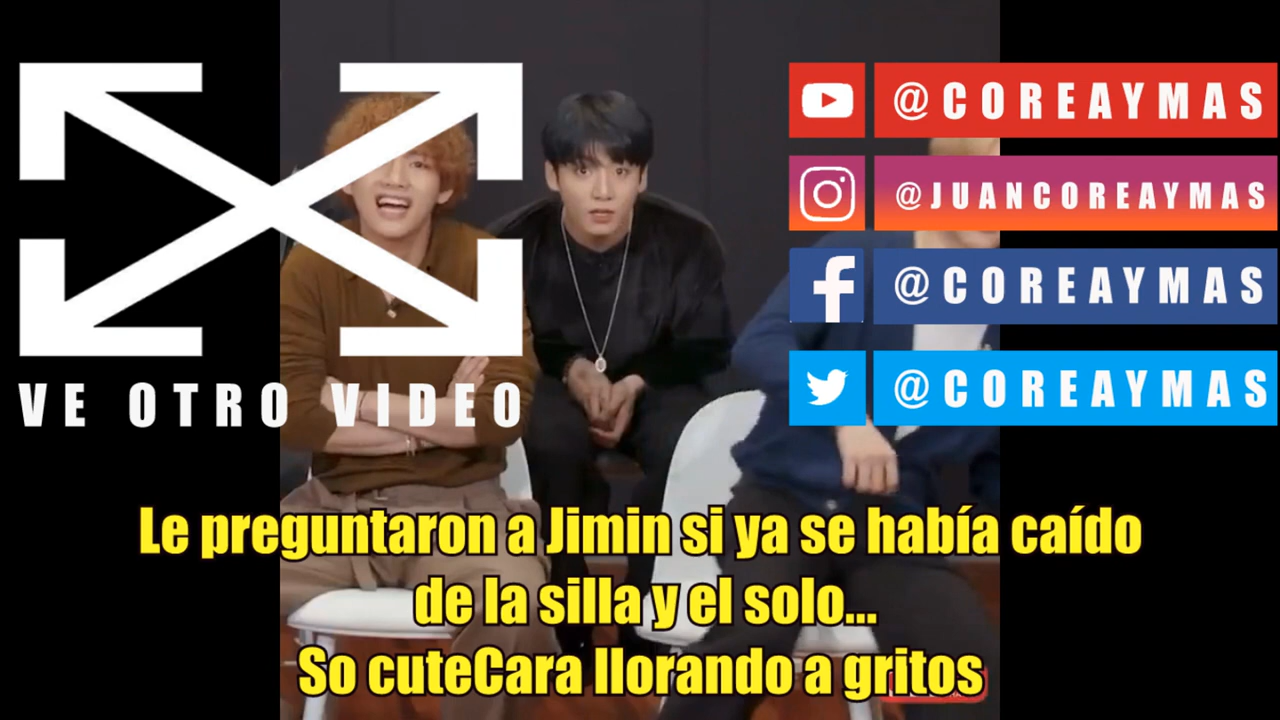 @COREAYMAS
@JUANCOREAYMAS
@COREAYMAS
@COREAYMAS
VE OTRO VIDEO
Le preguntaron a Jimin si ya se había caído
de la silla y el solo...
So cuteCara llorando a gritos